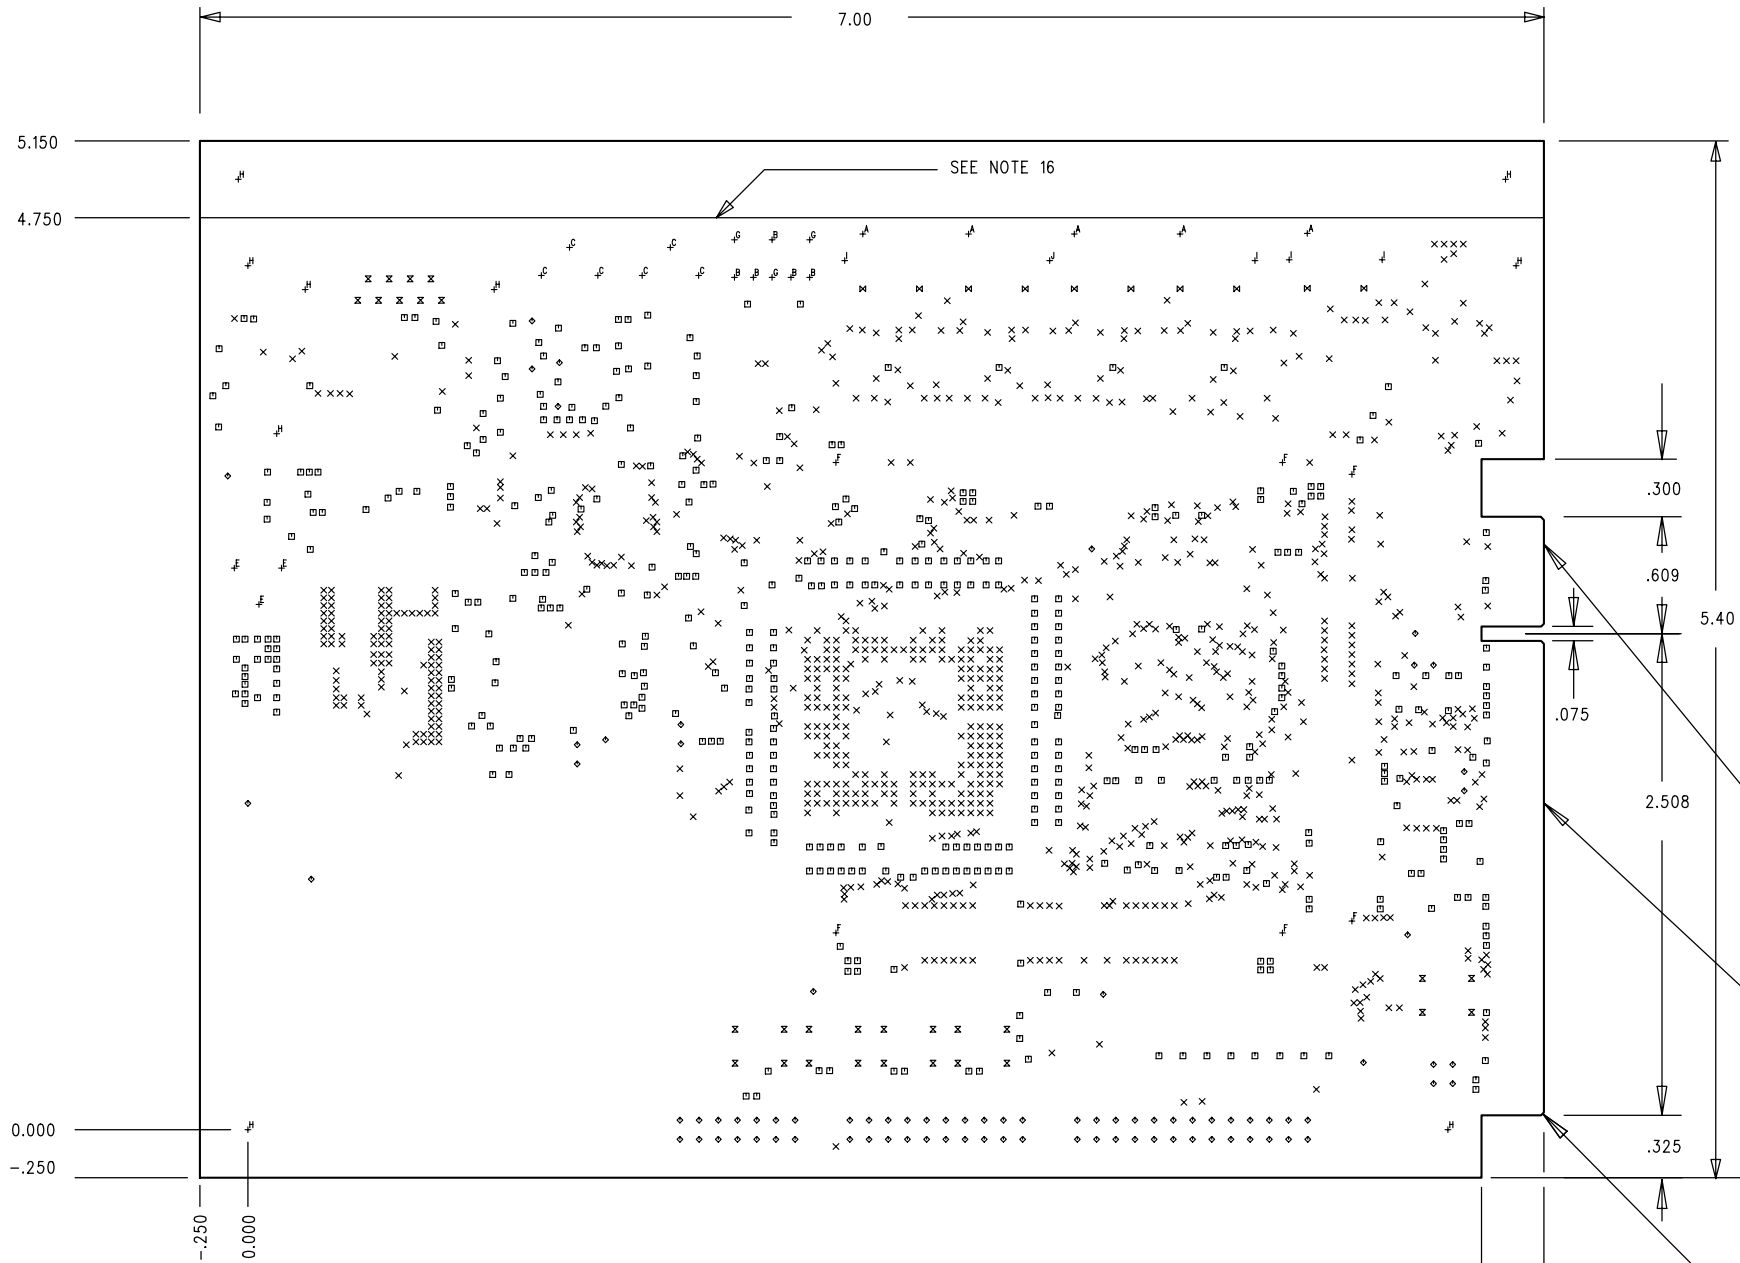 7.00
5.150
SEE NOTE 16
H H
4.750
C C G B G A A A A A
H J J J J J H
C C C C B B G B B
H H
H
.300
F F F
F F
.609
F
5.40
.075
2.508
F F F
0.000
H H
.325
-.250
-.250
0.000